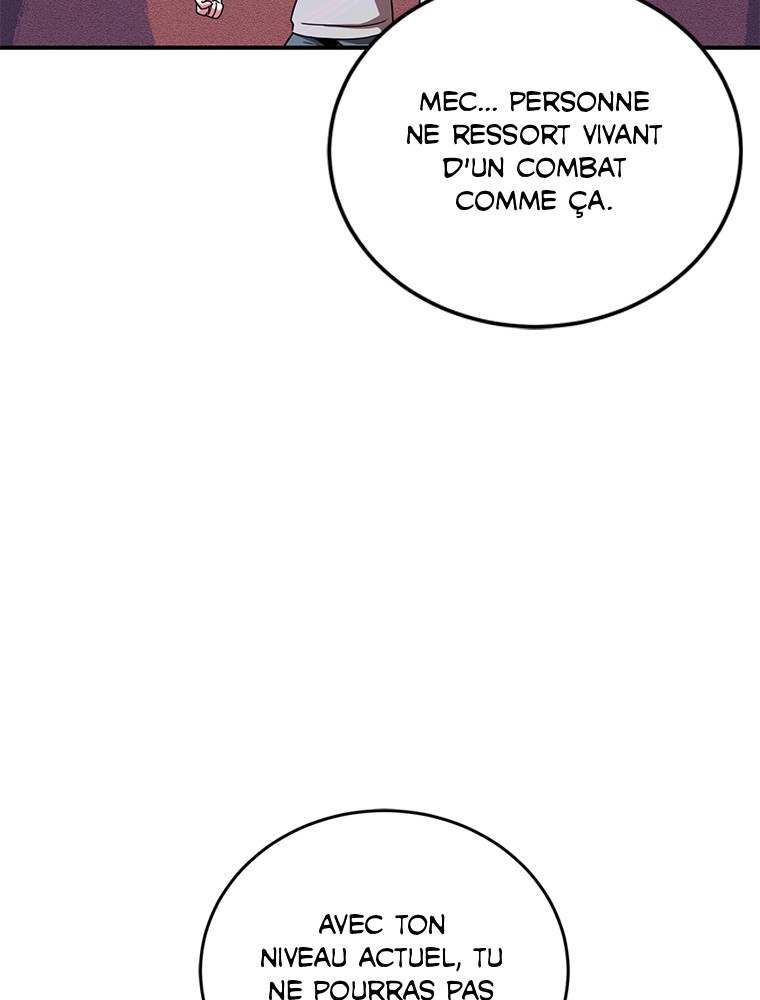 MEC... PERSONNE
NE RESSORT VIVANT
D'UN COMBAT
COMME ÇA.
AVEC TON
NIVEAU ACTUEL, TU
NE POURRAS PAS